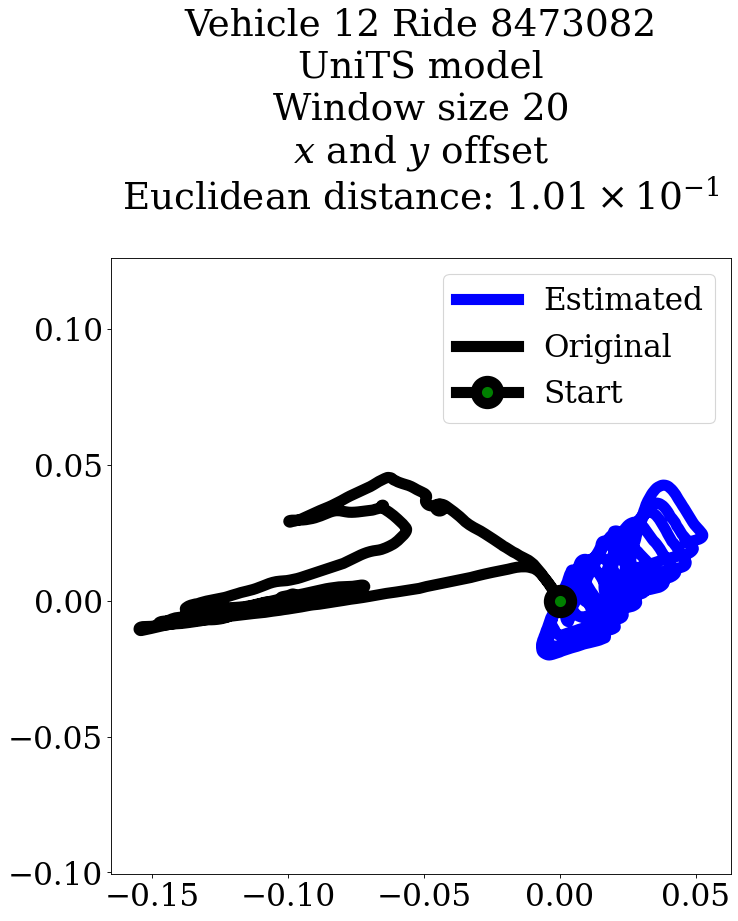 Vehicle 12 Ride 8473082
UniTS model
Window size 20
x and y offset
Euclidean distance: 1.01 × 10⁻¹
Estimated
Original
Start
0.10
0.05
0.00
−0.05
−0.10
−0.15
−0.10
−0.05
0.00
0.05